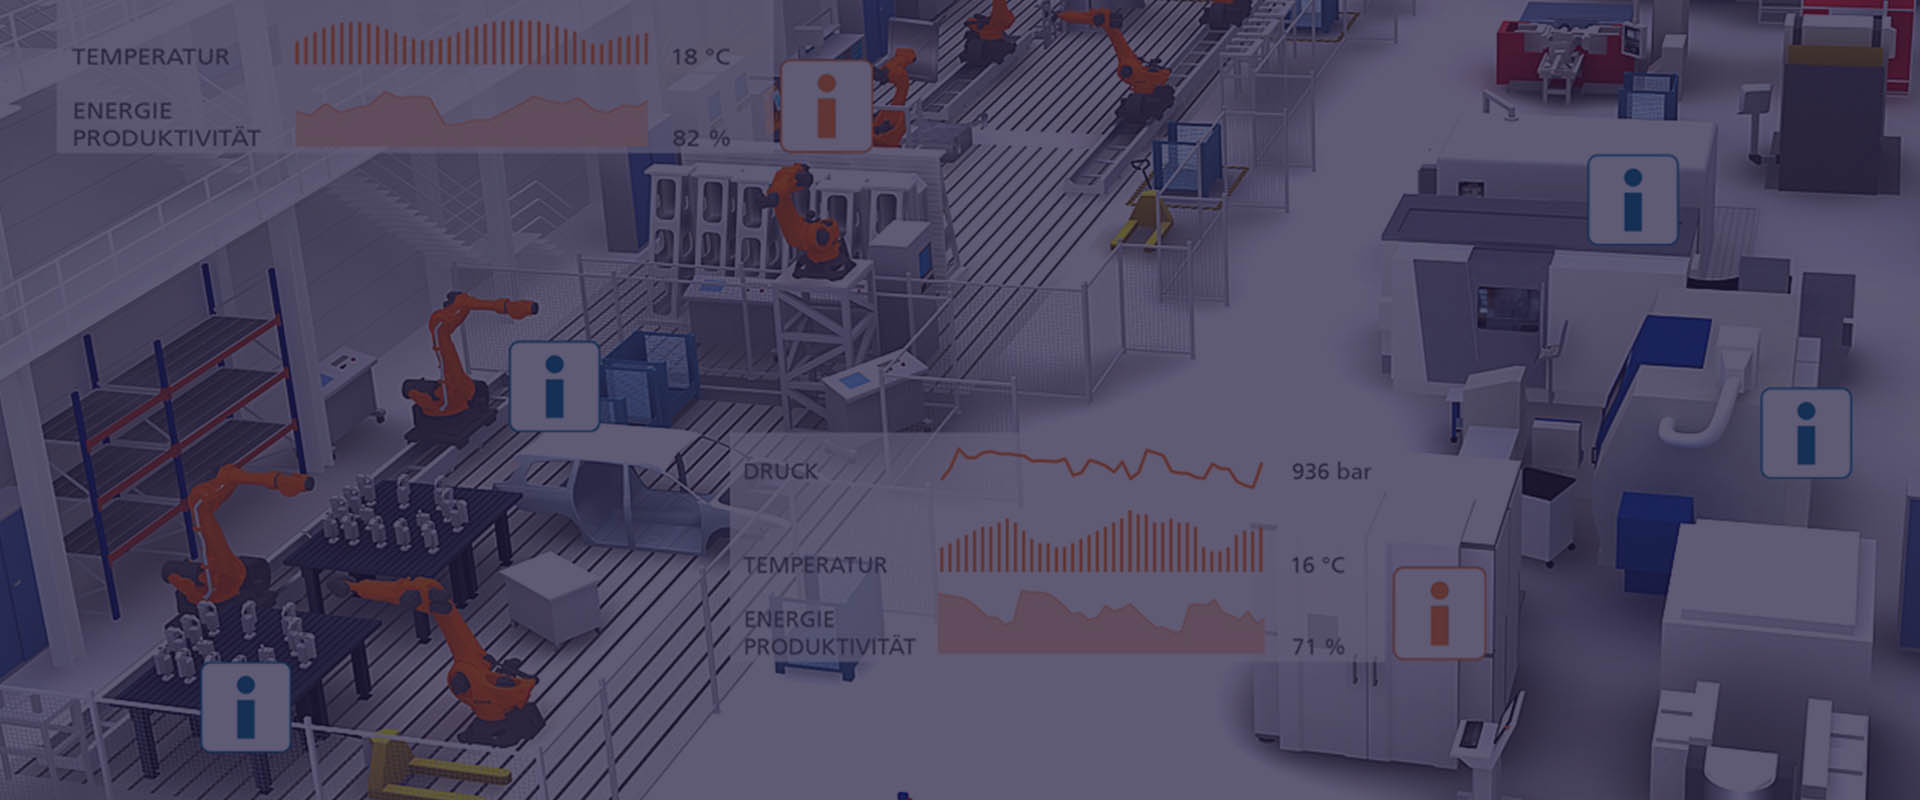 TEMPERATUR 18 °C
ENERGIE
PRODUKTIVITÄT 82 %
i
i
i
i
DRUCK 936 bar
TEMPERATUR 16 °C
ENERGIE
PRODUKTIVITÄT 71 %
i
i